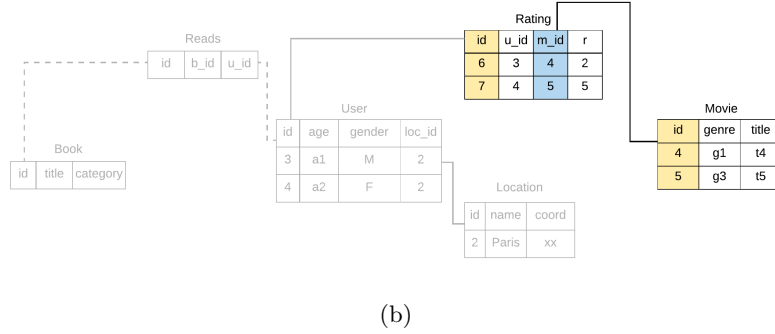 Rating
id u_id m_id r
6 3 4 2
7 4 5 5
Reads
id b_id u_id
User
id age gender loc_id
3 a1 M 2
4 a2 F 2
Movie
id genre title
4 g1 t4
5 g3 t5
Book
id title category
Location
id name coord
2 Paris xx
(b)